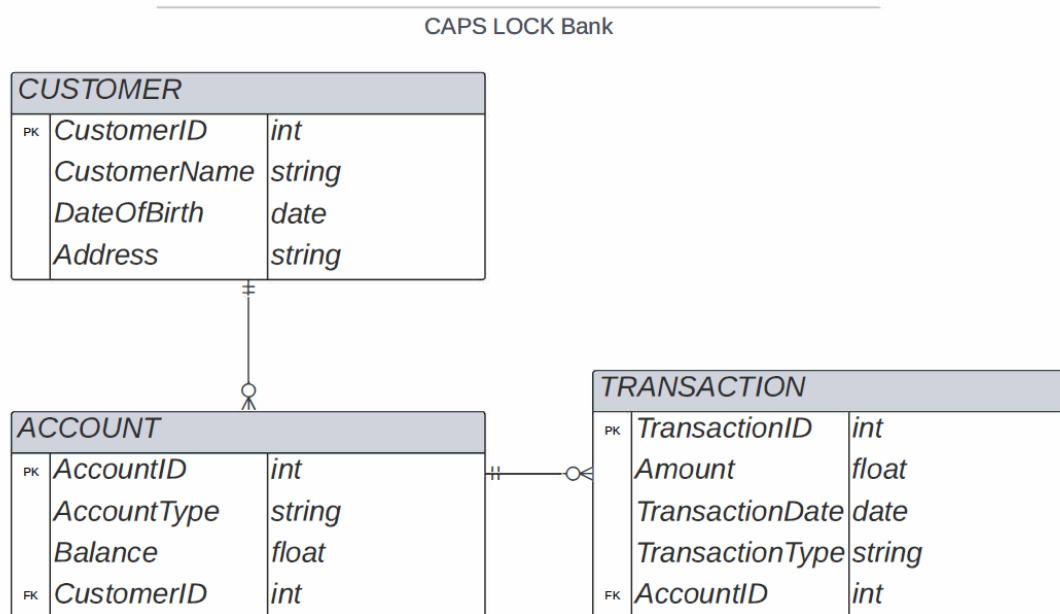 CAPS LOCK Bank
CUSTOMER
PK CustomerID int
CustomerName string
DateOfBirth date
Address string
ACCOUNT
PK AccountID int
AccountType string
Balance float
FK CustomerID int
TRANSACTION
PK TransactionID int
Amount float
TransactionDate date
TransactionType string
FK AccountID int